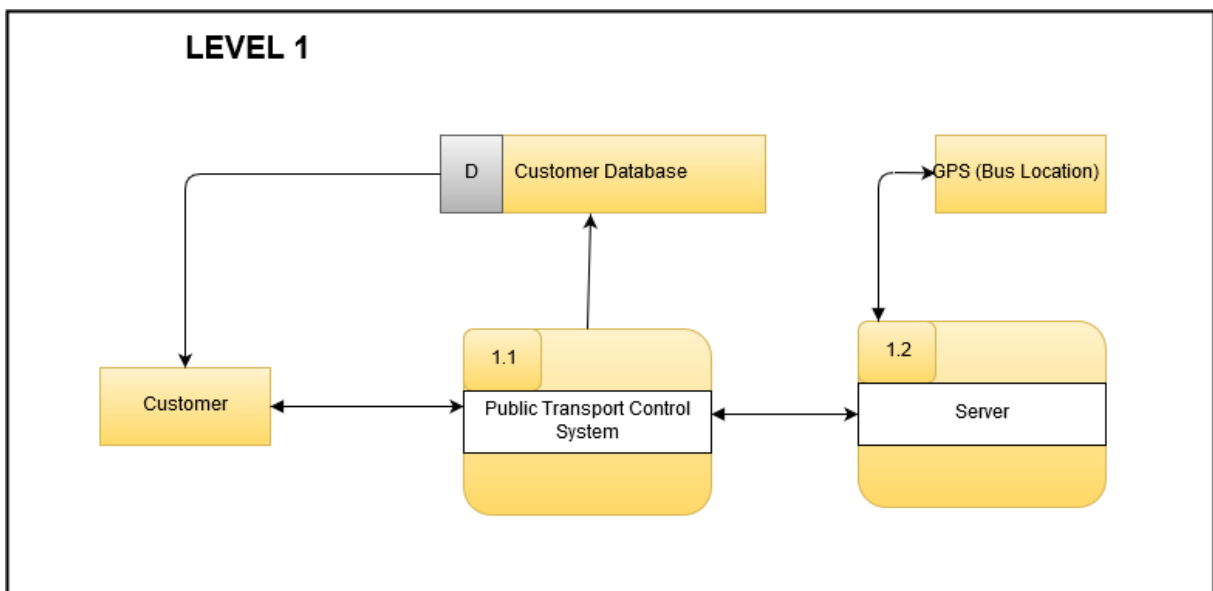 LEVEL 1
D
Customer Database
GPS (Bus Location)
1.1
1.2
Customer
Public Transport Control
System
Server